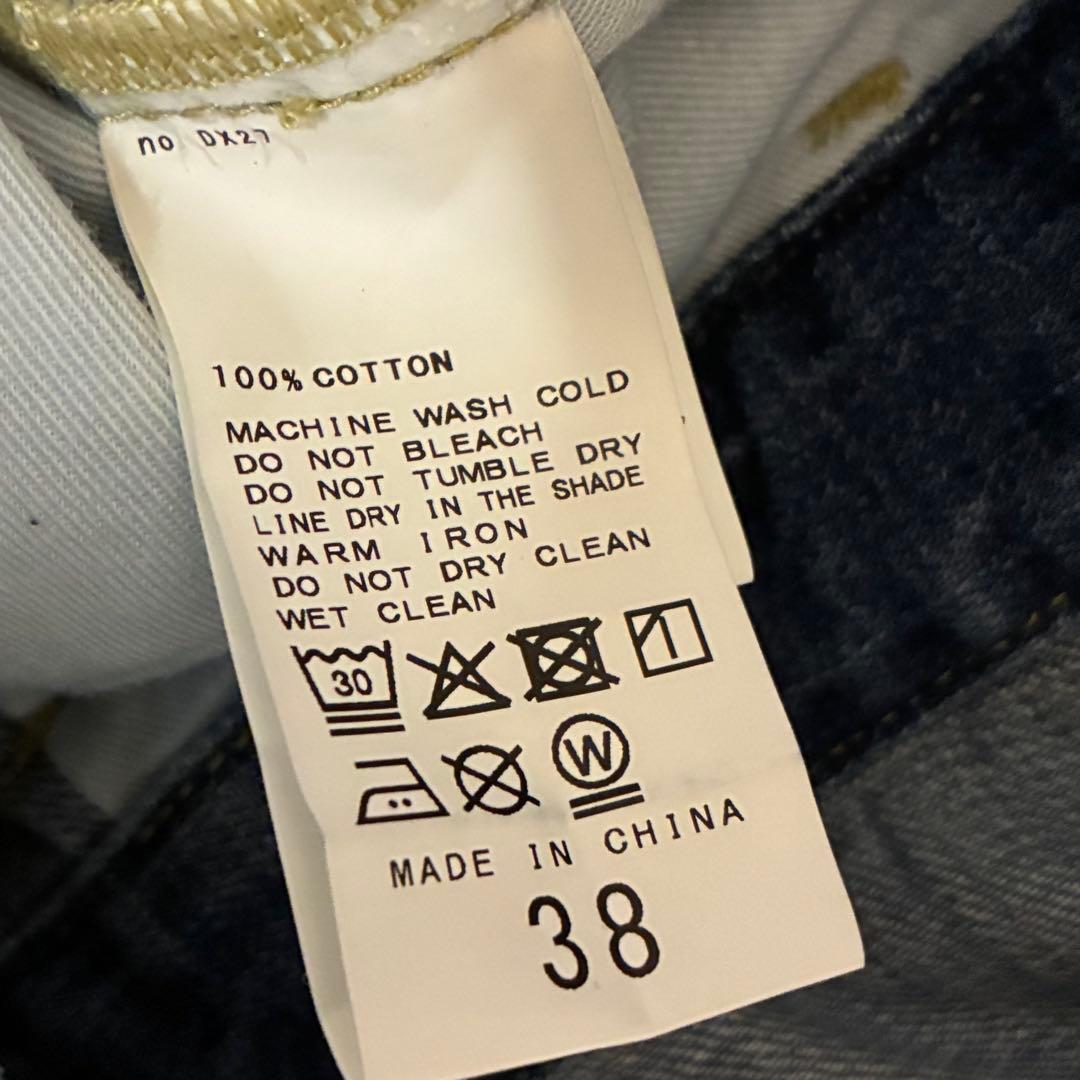 no DX27
100% COTTON
MACHINE WASH COLD
DO NOT BLEACH
DO NOT TUMBLE DRY
LINE DRY IN THE SHADE
WARM IRON
DO NOT DRY CLEAN
WET CLEAN
30
W
MADE IN CHINA
38